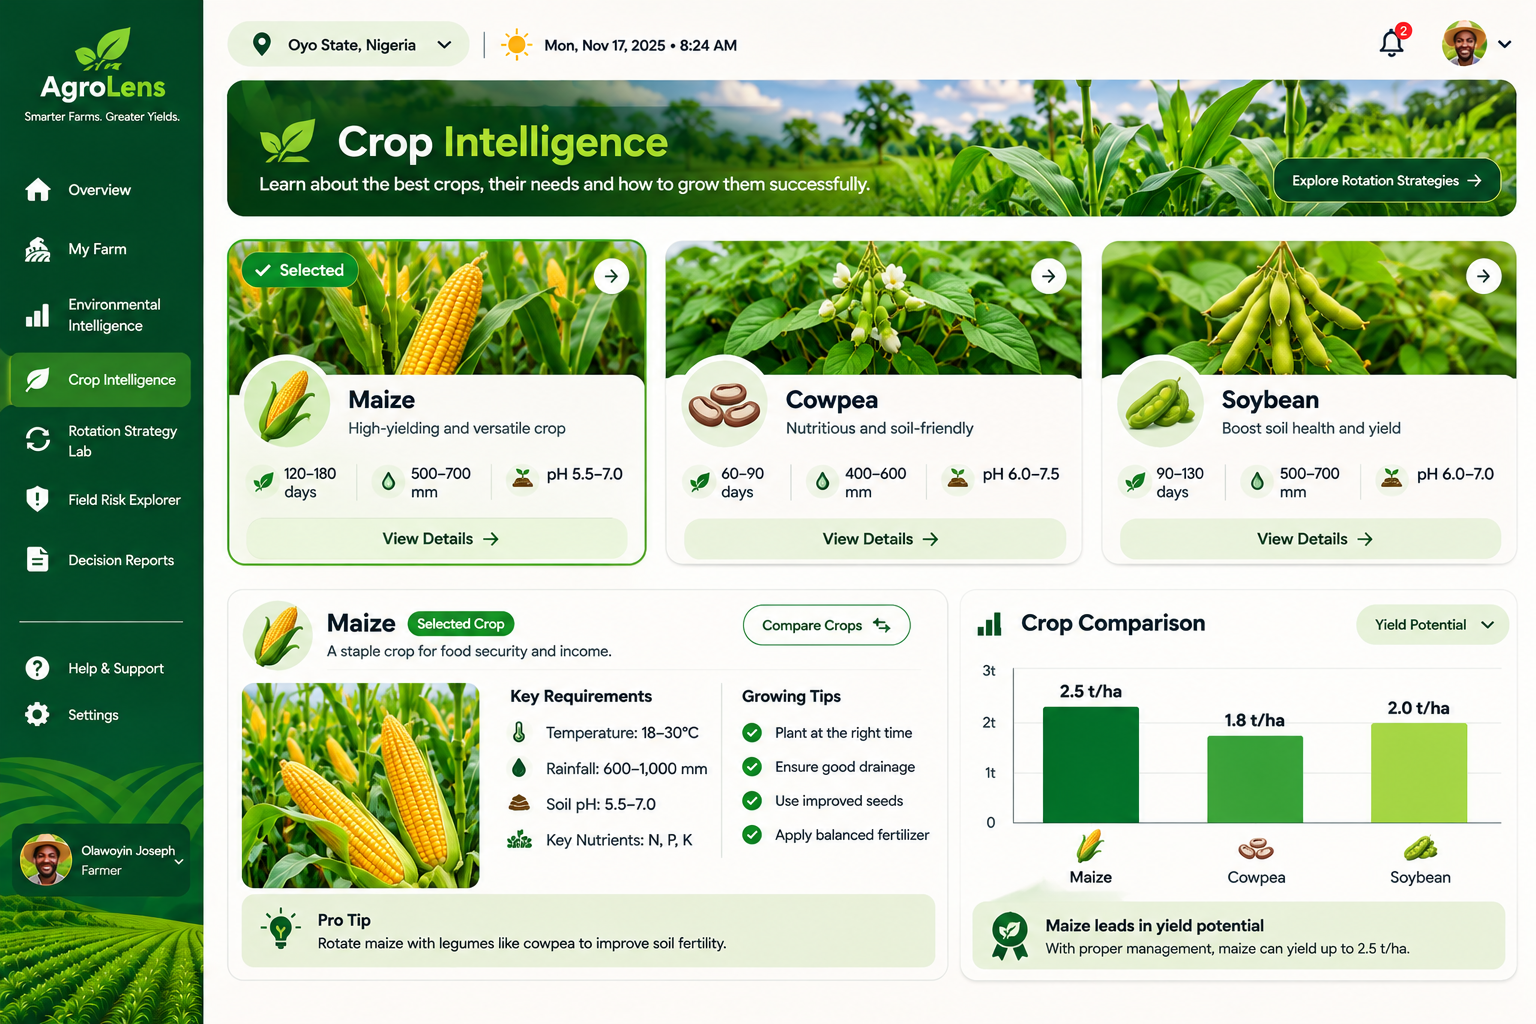 AgroLens
Smarter Farms. Greater Yields.
Overview
My Farm
Environmental
Intelligence
Crop Intelligence
Rotation Strategy
Lab
Field Risk Explorer
Decision Reports
Help & Support
Settings
Olawoyin Joseph
Farmer
Oyo State, Nigeria
Mon, Nov 17, 2025 • 8:24 AM
2
Crop Intelligence
Learn about the best crops, their needs and how to grow them successfully.
Explore Rotation Strategies →
Selected
Maize
High-yielding and versatile crop
120–180
days
500–700
mm
pH 5.5–7.0
View Details →
Cowpea
Nutritious and soil-friendly
60–90
days
400–600
mm
pH 6.0–7.5
View Details →
Soybean
Boost soil health and yield
90–130
days
500–700
mm
pH 6.0–7.0
View Details →
Maize
Selected Crop
A staple crop for food security and income.
Compare Crops
Key Requirements
Temperature: 18–30°C
Rainfall: 600–1,000 mm
Soil pH: 5.5–7.0
Key Nutrients: N, P, K
Growing Tips
Plant at the right time
Ensure good drainage
Use improved seeds
Apply balanced fertilizer
Pro Tip
Rotate maize with legumes like cowpea to improve soil fertility.
Crop Comparison
Yield Potential
3t
2t
1t
0
2.5 t/ha
1.8 t/ha
2.0 t/ha
Maize
Cowpea
Soybean
Maize leads in yield potential
With proper management, maize can yield up to 2.5 t/ha.